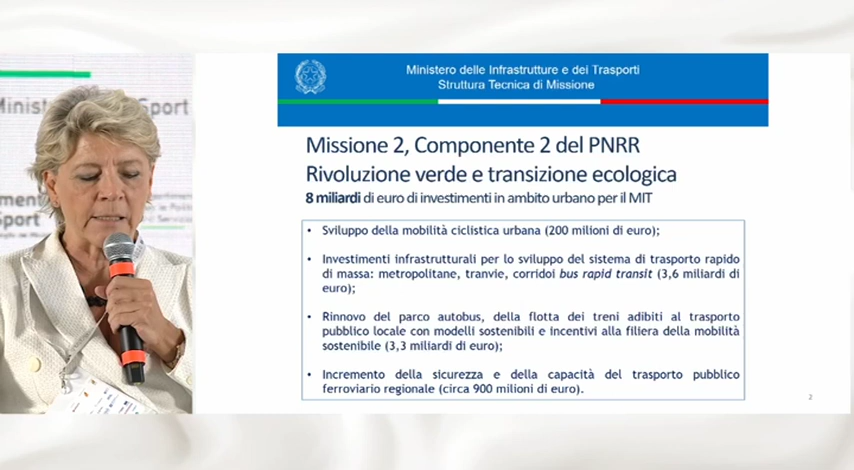 Ministero delle Infrastrutture e dei Trasporti
Struttura Tecnica di Missione
Missione 2, Componente 2 del PNRR
Rivoluzione verde e transizione ecologica
8 miliardi di euro di investimenti in ambito urbano per il MIT
• Sviluppo della mobilità ciclistica urbana (200 milioni di euro);
• Investimenti infrastrutturali per lo sviluppo del sistema di trasporto rapido
di massa: metropolitane, tranvie, corridoi bus rapid transit (3,6 miliardi di
euro);
• Rinnovo del parco autobus, della flotta dei treni adibiti al trasporto
pubblico locale con modelli sostenibili e incentivi alla filiera della mobilità
sostenibile (3,3 miliardi di euro);
• Incremento della sicurezza e della capacità del trasporto pubblico
ferroviario regionale (circa 900 milioni di euro).
2
Sport
Sport